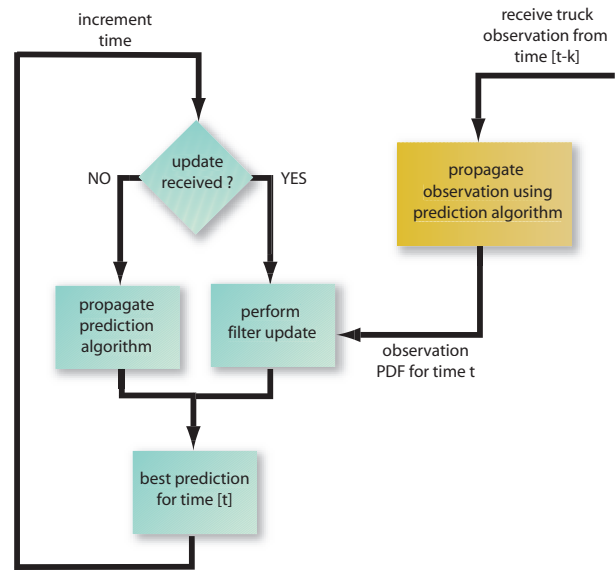 increment
time
receive truck
observation from
time [t-k]
update
received ?
NO
YES
propagate
observation using
prediction algorithm
propagate
prediction
algorithm
perform
filter update
observation
PDF for time t
best prediction
for time [t]